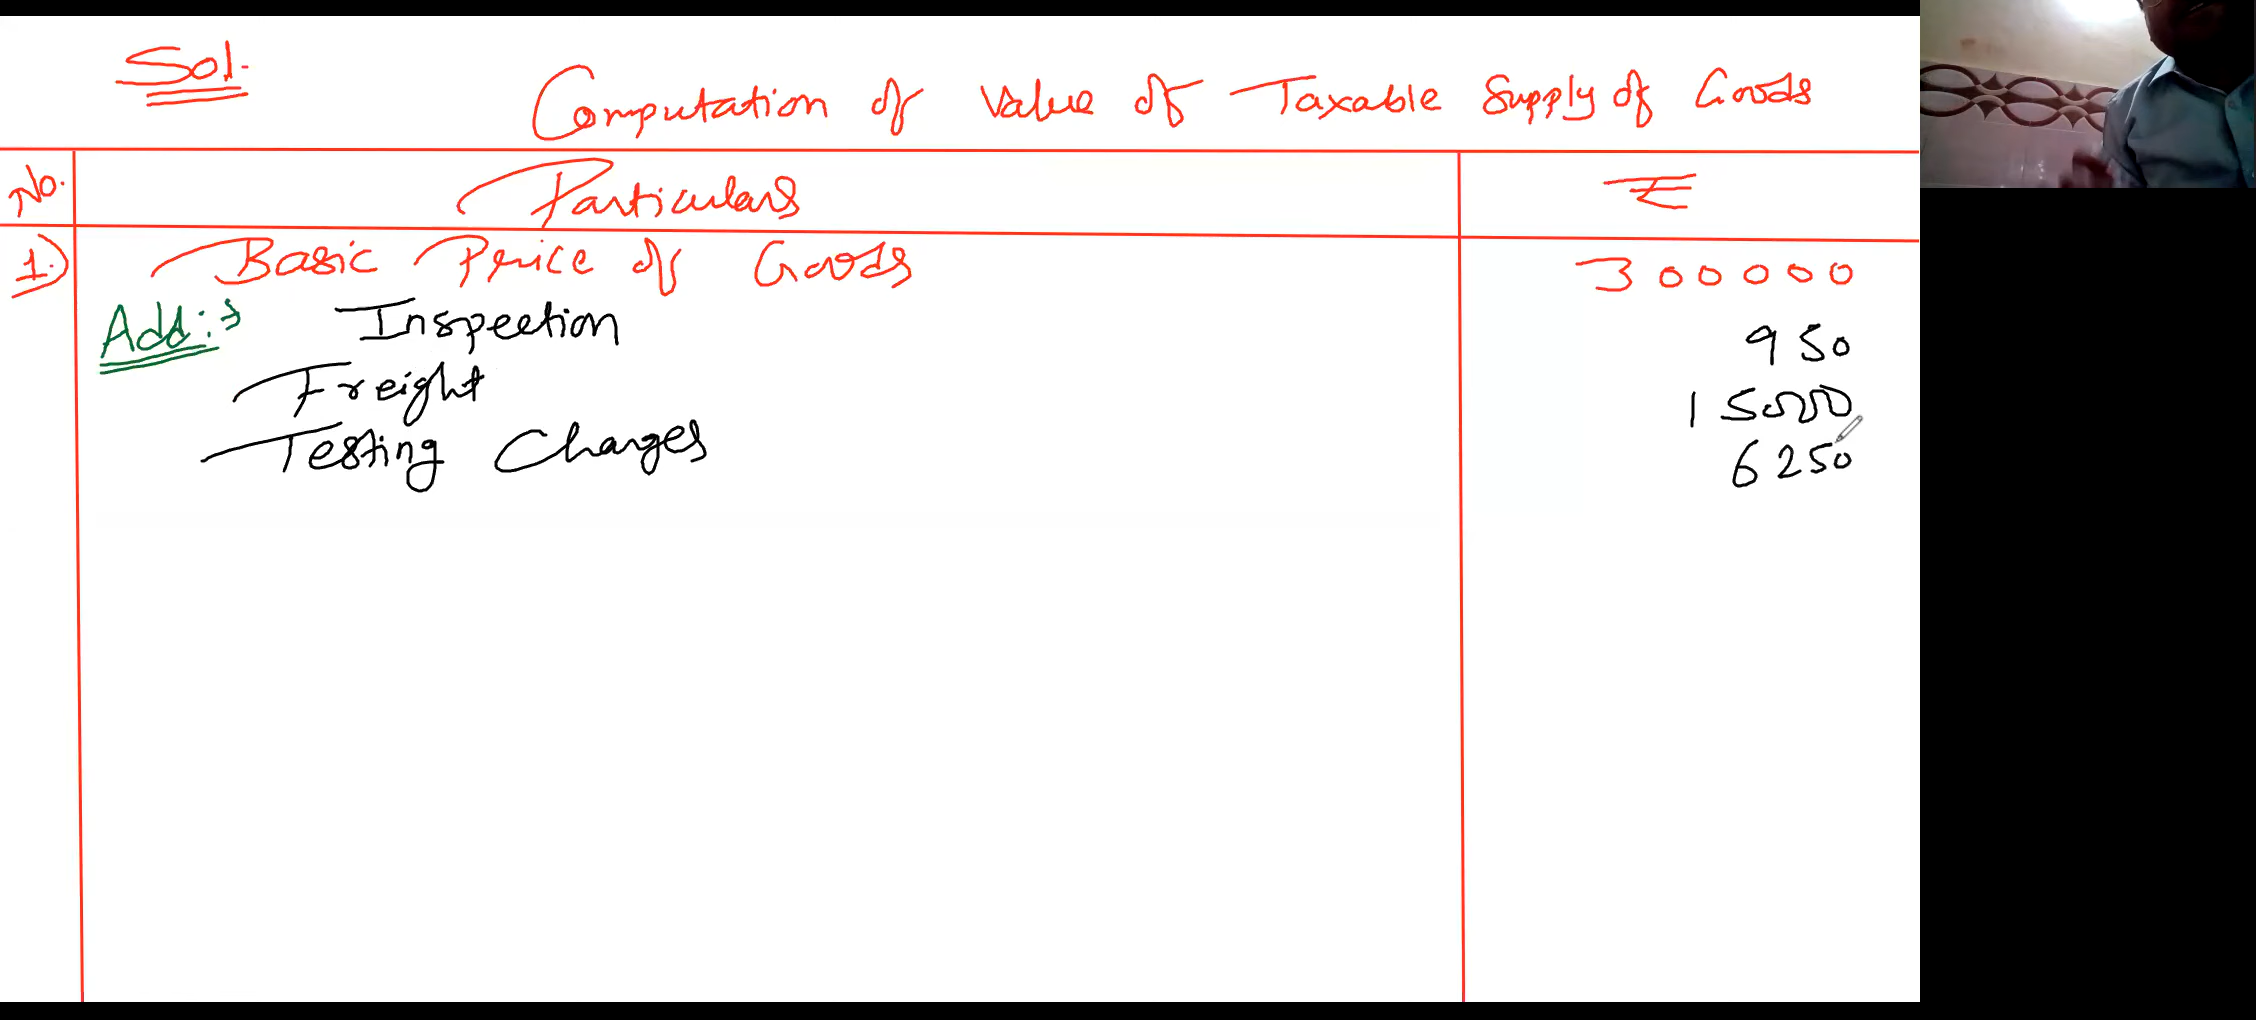 Sol.
Computation of Value of Taxable Supply of Goods
No. Particulars ₹
1.) Basic Price of Goods 300000
Add:→ Inspection 950
Freight 15000
Testing Charges 6250